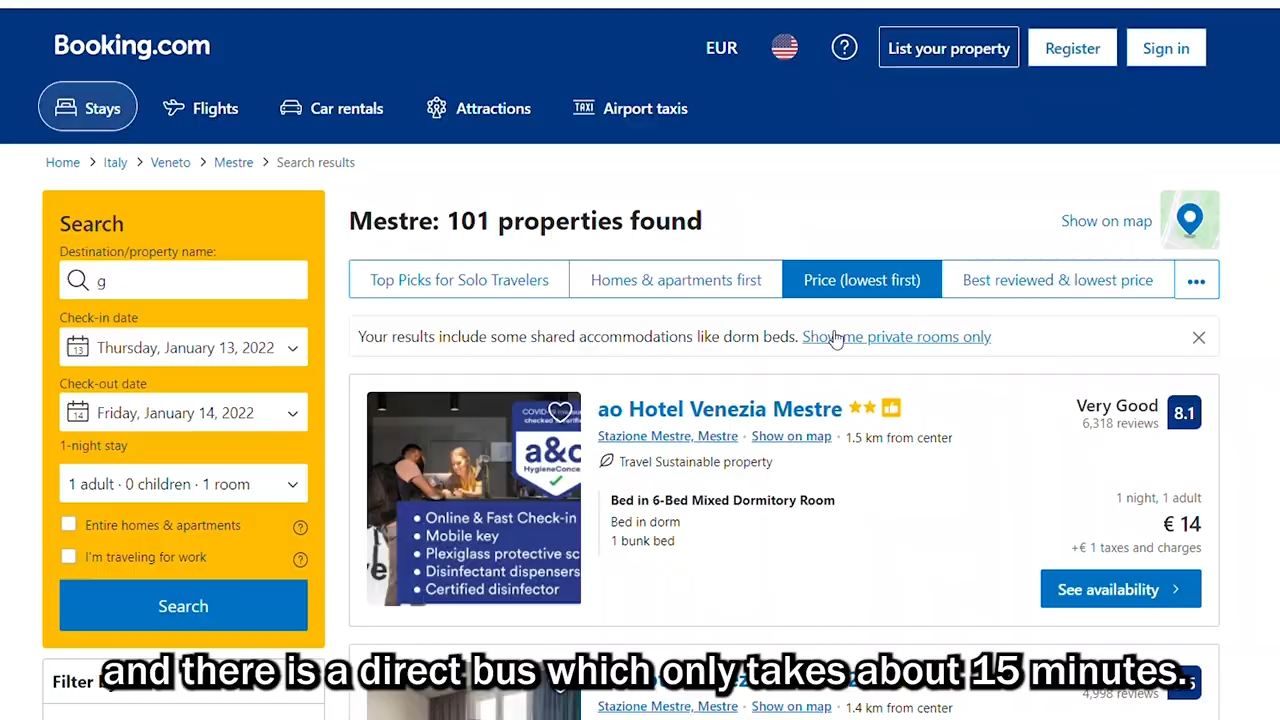 Booking.com
EUR
List your property
Register
Sign in
Stays
Flights
Car rentals
TAXI
Airport taxis
Attractions
Home > Italy > Veneto > Mestre > Search results
Search
Destination/property name:
g
Check-in date
13
Thursday, January 13, 2022
Check-out date
14
Friday, January 14, 2022
1-night stay
1 adult · 0 children · 1 room
Entire homes & apartments
I'm traveling for work
Search
Filter
Mestre: 101 properties found
Show on map
Top Picks for Solo Travelers
Homes & apartments first
Price (lowest first)
Best reviewed & lowest price
Your results include some shared accommodations like dorm beds. Show me private rooms only
COVID-19
checked
a&o
HygieneConce
• Online & Fast Check-in
• Mobile key
• Plexiglass protective sc
• Disinfectant dispensers
• Certified disinfector
ao Hotel Venezia Mestre
Stazione Mestre, Mestre · Show on map · 1.5 km from center
Travel Sustainable property
Bed in 6-Bed Mixed Dormitory Room
Bed in dorm
1 bunk bed
Very Good
6,318 reviews
8.1
1 night, 1 adult
€ 14
+€ 1 taxes and charges
See availability
4,998 reviews
Stazione Mestre, Mestre · Show on map · 1.4 km from center
and there is a direct bus which only takes about 15 minutes.